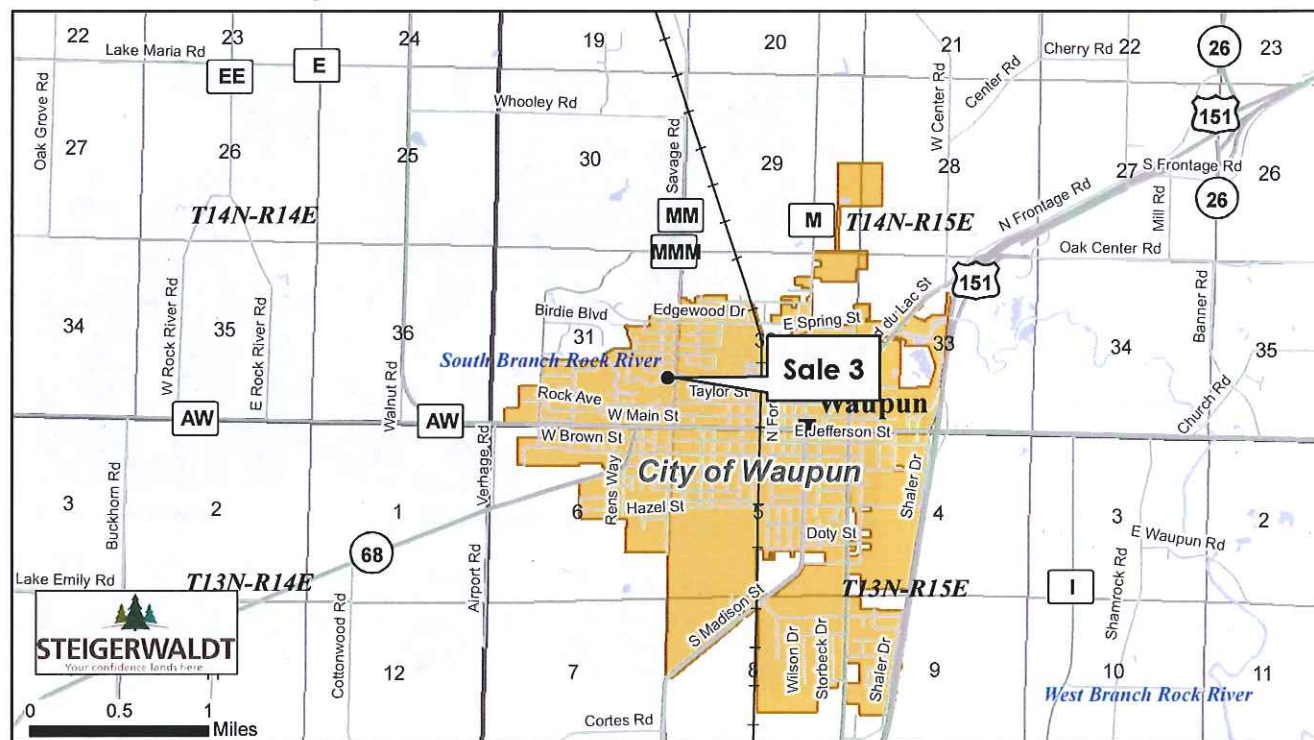 22
23
24
19
20
21
22
23
Lake Maria Rd
EE
E
Cherry Rd
26
Center Rd
W Center Rd
Whooley Rd
151
Oak Grove Rd
27
26
25
30
Savage Rd
29
28
27
S Frontage Rd
26
26
T14N-R14E
MM
M
T14N-R15E
N Frontage Rd
Mill Rd
MMM
Oak Center Rd
151
Banner Rd
Birdie Blvd
Edgewood Dr
E Spring St
d du Lac St
34
35
36
31
3
33
34
35
W Rock River Rd
E Rock River Rd
South Branch Rock River
Sale 3
Walnut Rd
Rock Ave
Taylor St
Waupun
Church Rd
AW
AW
W Main St
N For
E Jefferson St
W Brown St
Verhage Rd
City of Waupun
3
2
1
6
5
4
3
2
Buckhorn Rd
Rens Way
Hazel St
Shaler Dr
Doty St
E Waupun Rd
68
Lake Emily Rd
T13N-R14E
Airport Rd
T13N-R15E
I
Shamrock Rd
STEIGERWALDT
Your confidence lands here
Cottonwood Rd
S Madison St
Wilson Dr
Storbeck Dr
Shaler Dr
12
7
8
9
10
11
West Branch Rock River
Cortes Rd
0
0.5
1
Miles